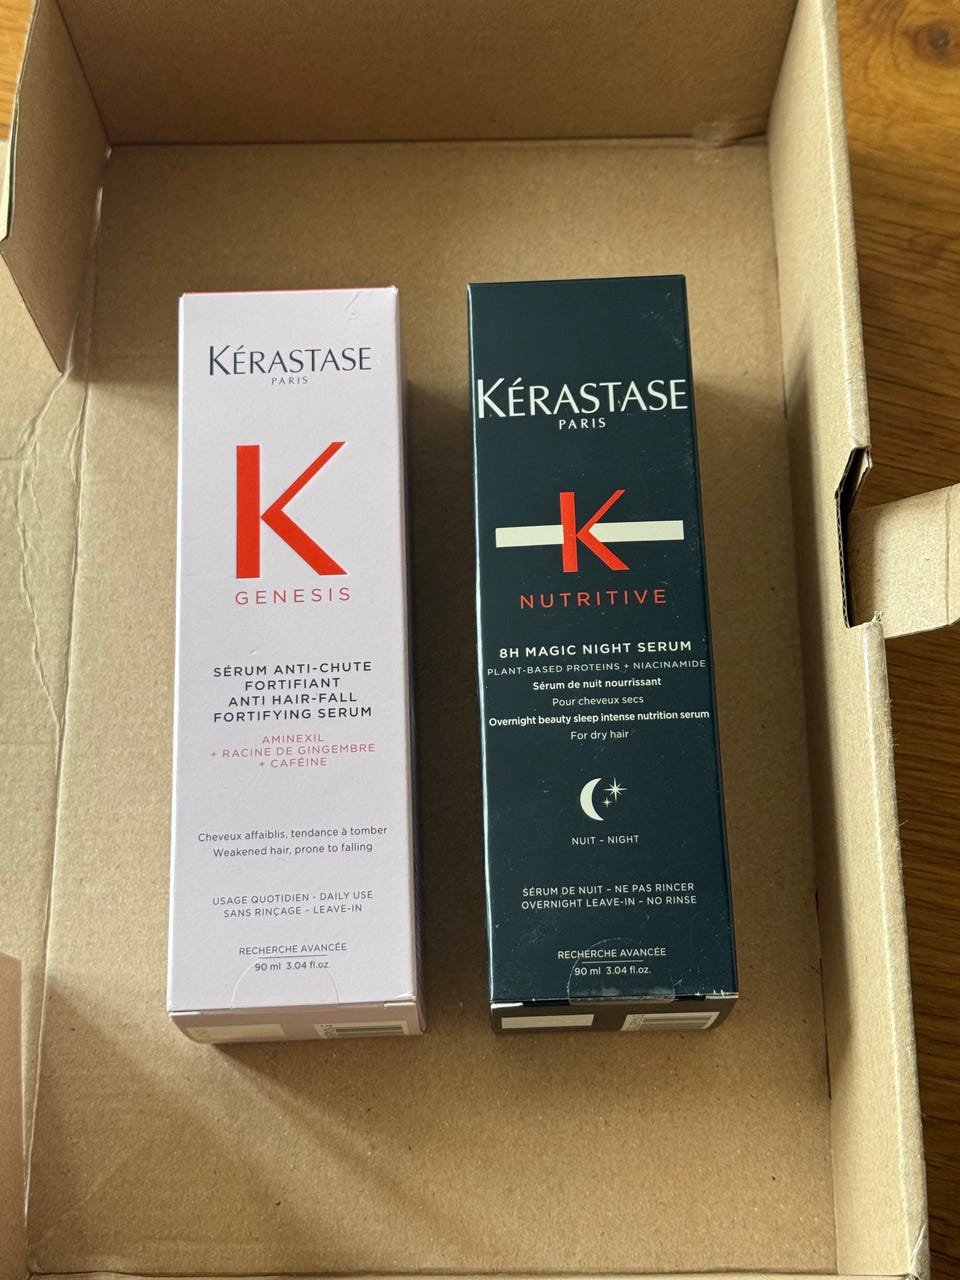 KÉRASTASE
PARIS
K
GENESIS
SÉRUM ANTI-CHUTE
FORTIFIANT
ANTI HAIR-FALL
FORTIFYING SERUM
AMINEXIL
+ RACINE DE GINGEMBRE
+ CAFÉINE
Cheveux affaiblis, tendance à tomber
Weakened hair, prone to falling
USAGE QUOTIDIEN - DAILY USE
SANS RINÇAGE - LEAVE-IN
RECHERCHE AVANCÉE
90 ml 3.04 fl.oz.
KÉRASTASE
PARIS
K
NUTRITIVE
8H MAGIC NIGHT SERUM
PLANT-BASED PROTEINS + NIACINAMIDE
Sérum de nuit nourrissant
Pour cheveux secs
Overnight beauty sleep intense nutrition serum
For dry hair
NUIT - NIGHT
SÉRUM DE NUIT - NE PAS RINCER
OVERNIGHT LEAVE-IN - NO RINSE
RECHERCHE AVANCÉE
90 ml 3.04 fl.oz.